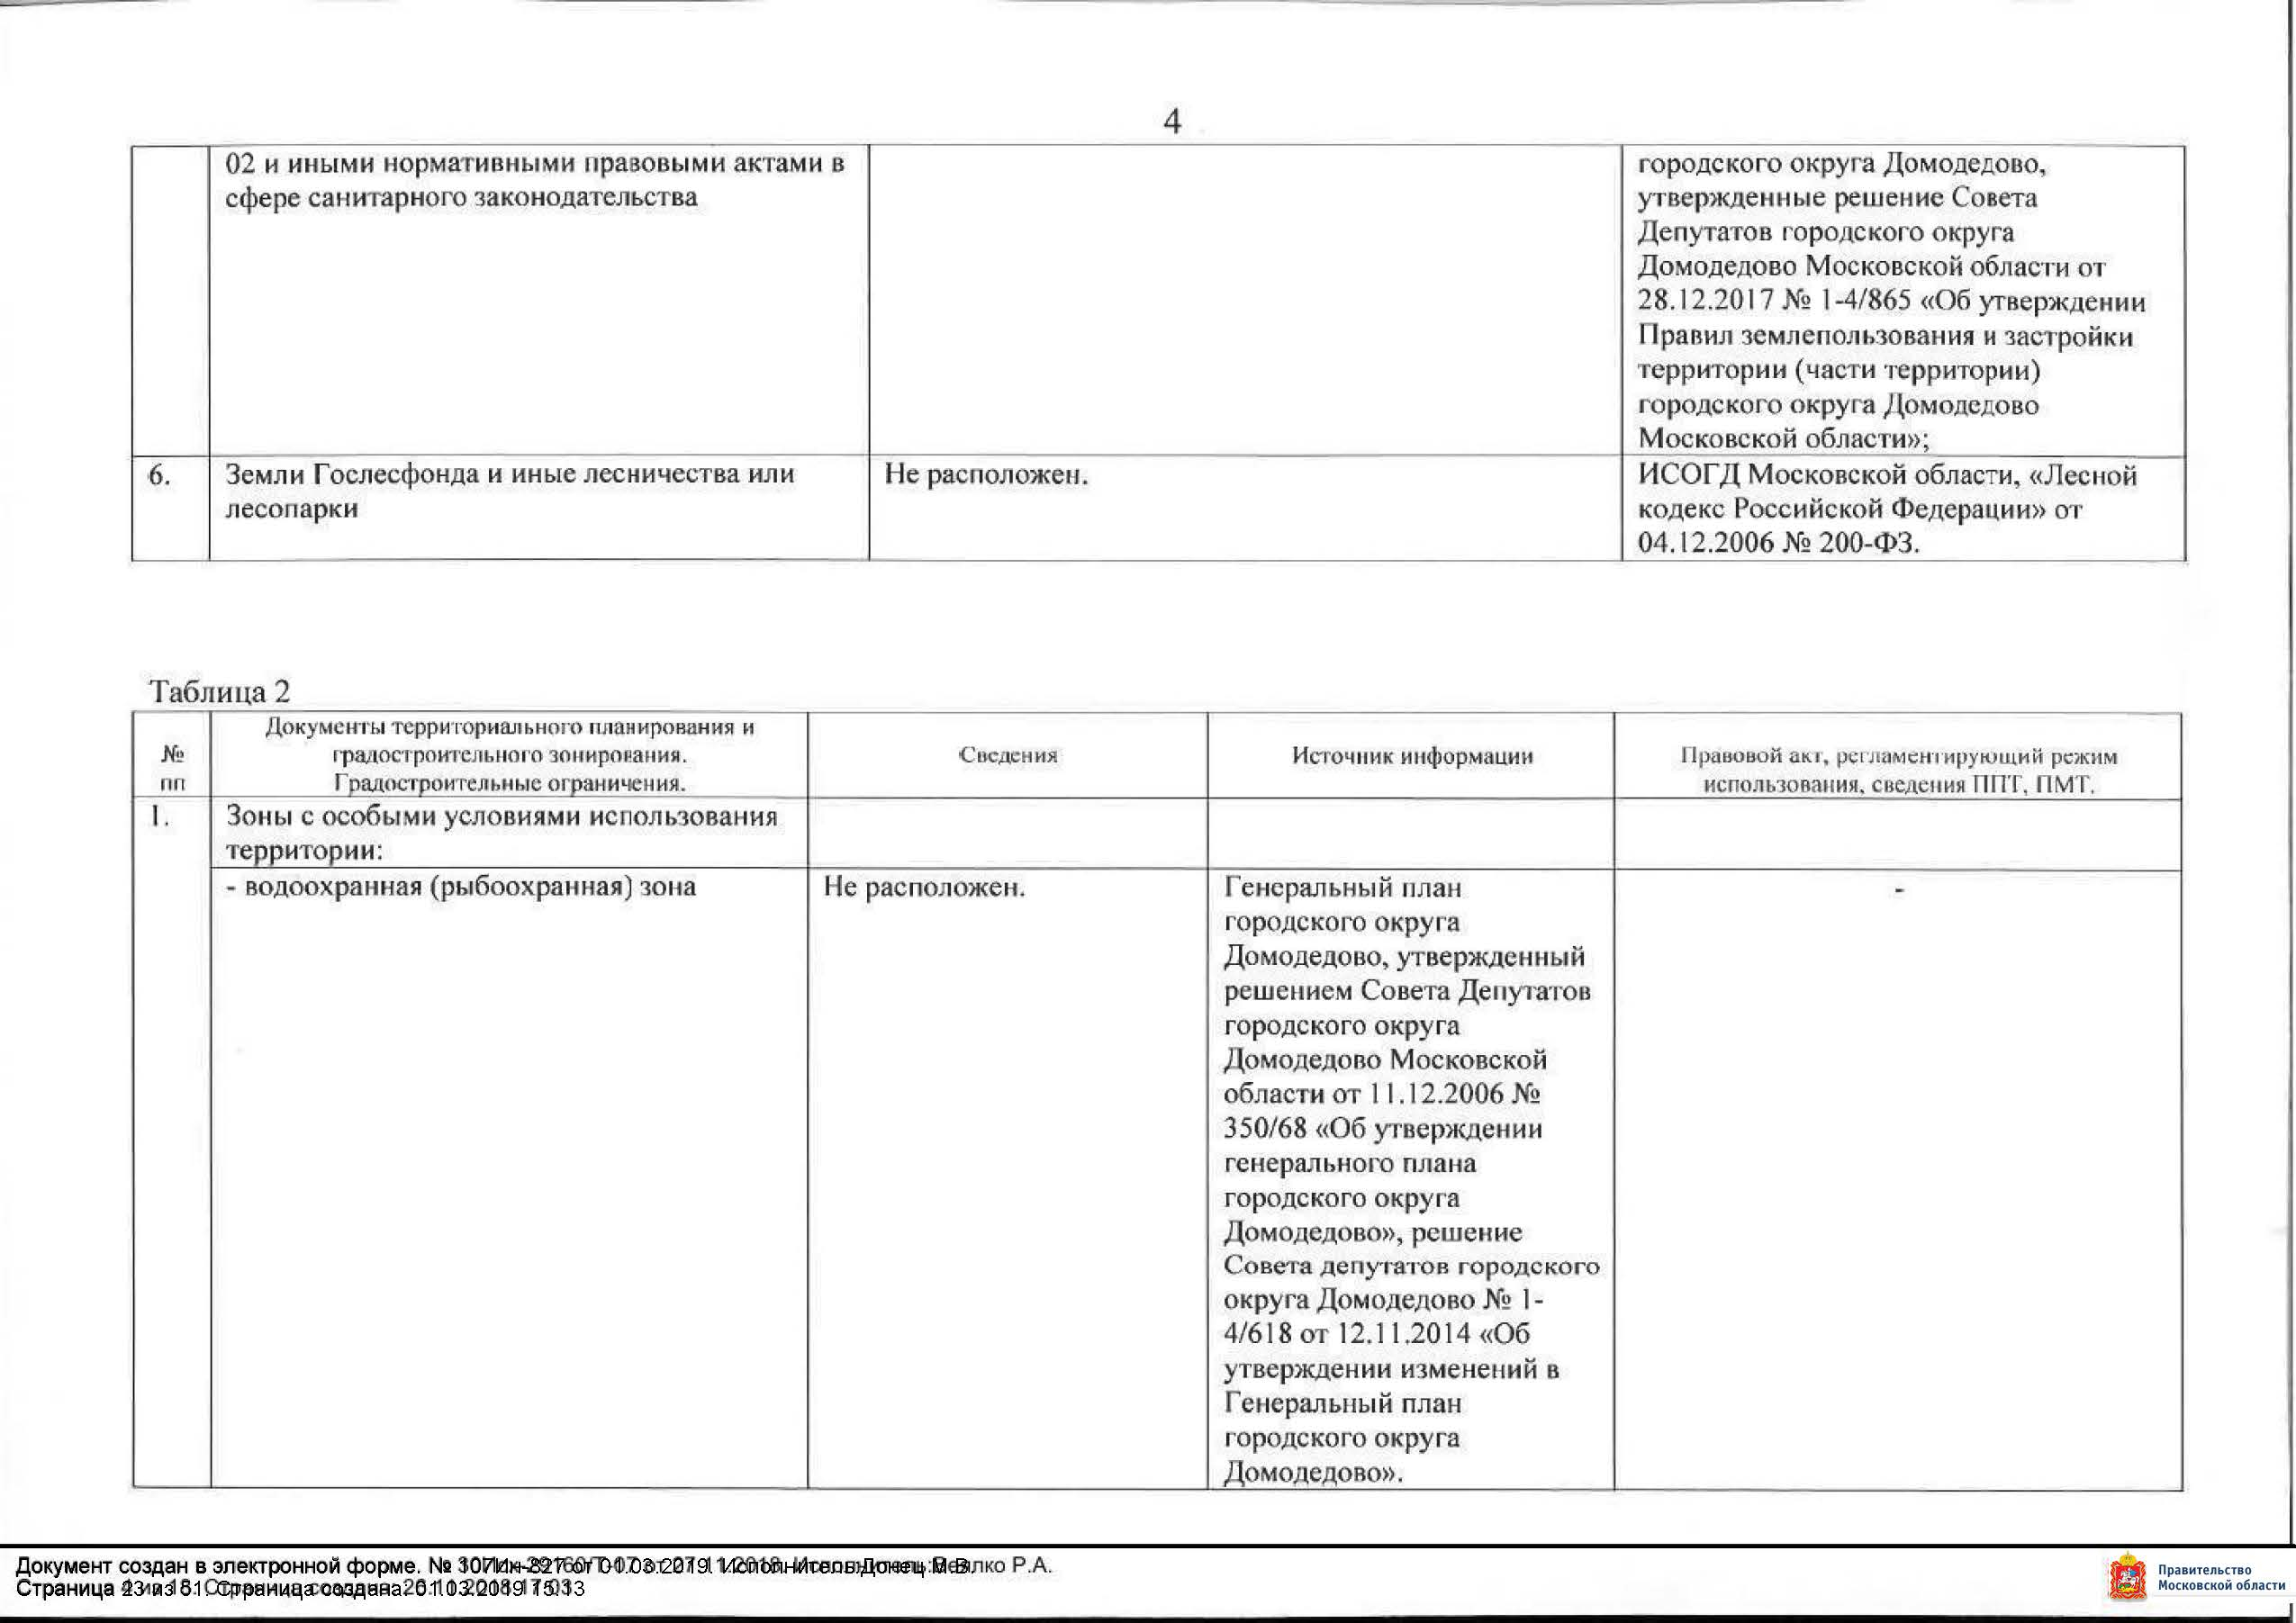 4
02 и иными нормативными правовыми актами в
сфере санитарного законодательства
городского округа Домодедово,
утвержденные решение Совета
Депутатов городского округа
Домодедово Московской области от
28.12.2017 № 1-4/865 «Об утверждении
Правил землепользования и застройки
территории (части территории)
городского округа Домодедово
Московской области»;
6.
Земли Гослесфонда и иные лесничества или
лесопарки
Не расположен.
ИСОГД Московской области, «Лесной
кодекс Российской Федерации» от
04.12.2006 № 200-ФЗ.
Таблица 2
№
пп
Документы территориального планирования и
градостроительного зонирования.
Градостроительные ограничения.
Сведения
Источник информации
Правовой акт, регламентирующий режим
использования, сведения ППТ, ПМТ.
1.
Зоны с особыми условиями использования
территории:
- водоохранная (рыбоохранная) зона
Не расположен.
Генеральный план
городского округа
Домодедово, утвержденный
решением Совета Депутатов
городского округа
Домодедово Московской
области от 11.12.2006 №
350/68 «Об утверждении
генерального плана
городского округа
Домодедово», решение
Совета депутатов городского
округа Домодедово № 1-
4/618 от 12.11.2014 «Об
утверждении изменений в
Генеральный план
городского округа
Домодедово».
-
Документ создан в электронной форме. №
Страница
Правительство
Московской области